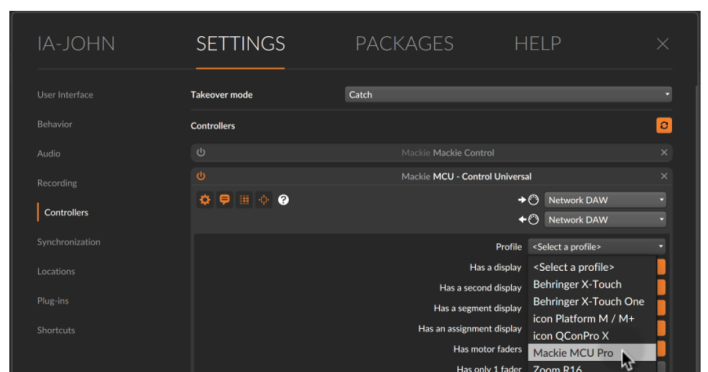 IA-JOHN SETTINGS PACKAGES HELP
User Interface
Behavior
Audio
Recording
Controllers
Synchronization
Locations
Plug-ins
Shortcuts
Takeover mode Catch
Controllers
Mackie Mackie Control
Mackie MCU - Control Universal
Network DAW
Network DAW
Profile <Select a profile>
Has a display
Has a second display
Has a segment display
Has an assignment display
Has motor faders
Has only 1 fader
<Select a profile>
Behringer X-Touch
Behringer X-Touch One
icon Platform M / M+
icon QConPro X
Mackie MCU Pro
Zoom R16